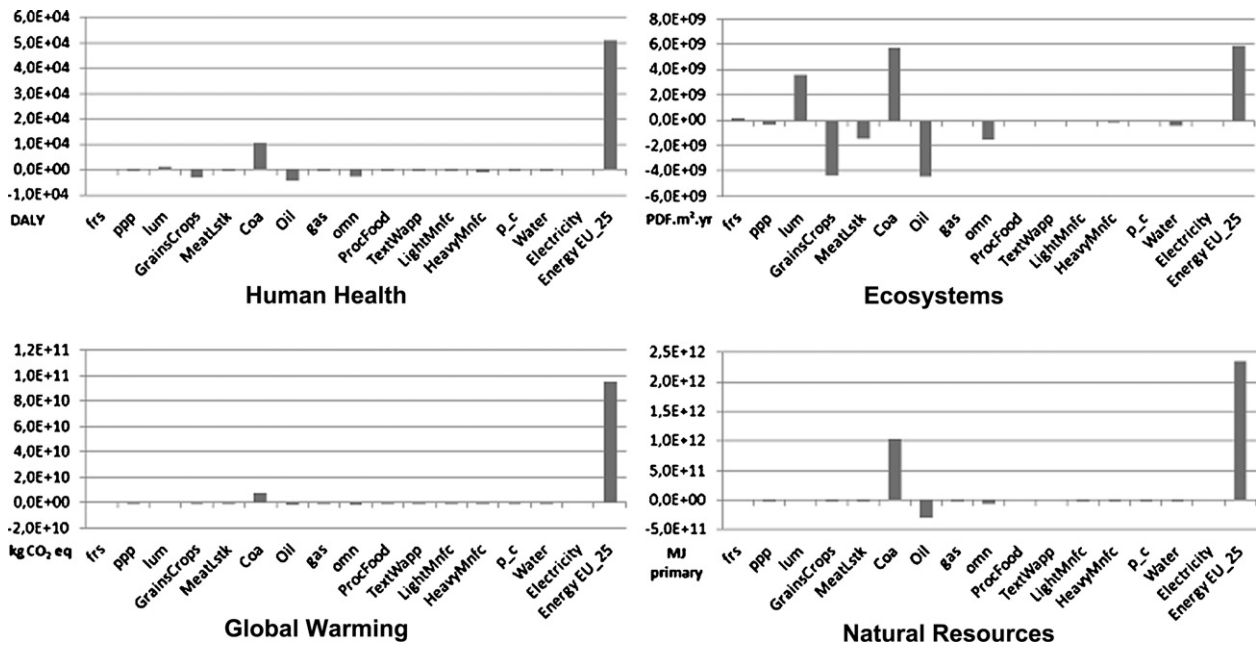 6,0E+04
5,0E+04
4,0E+04
3,0E+04
2,0E+04
1,0E+04
0,0E+00
-1,0E+04
DALY
frs
ppp
lum
GrainsCrops
MeatLstk
Coa
Oil
gas
omn
ProcFood
TextWapp
LightMnfc
HeavyMnfc
p_c
Water
Electricity
Energy EU_25
Human Health
8,0E+09
6,0E+09
4,0E+09
2,0E+09
0,0E+00
-2,0E+09
-4,0E+09
-6,0E+09
PDF.m².yr
frs
ppp
lum
GrainsCrops
MeatLstk
Coa
Oil
gas
omn
ProcFood
TextWapp
LightMnfc
HeavyMnfc
p_c
Water
Electricity
Energy EU_25
Ecosystems
1,2E+11
1,0E+11
8,0E+10
6,0E+10
4,0E+10
2,0E+10
0,0E+00
-2,0E+10
kg CO₂ eq
frs
ppp
lum
GrainsCrops
MeatLstk
Coa
Oil
gas
omn
ProcFood
TextWapp
LightMnfc
HeavyMnfc
p_c
Water
Electricity
Energy EU_25
Global Warming
2,5E+12
2,0E+12
1,5E+12
1,0E+12
5,0E+11
0,0E+00
-5,0E+11
MJ
primary
frs
ppp
lum
GrainsCrops
MeatLstk
Coa
Oil
gas
omn
ProcFood
TextWapp
LightMnfc
HeavyMnfc
p_c
Water
Electricity
Energy EU_25
Natural Resources